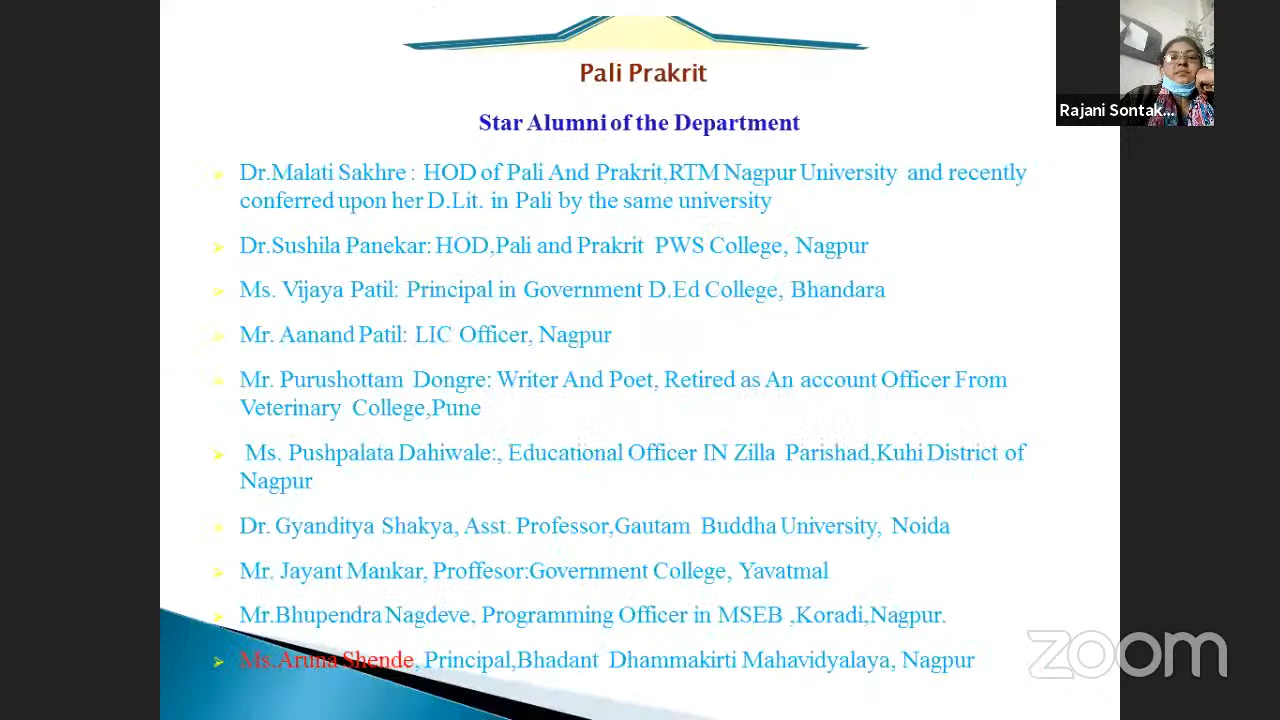 Pali Prakrit
Rajani Sontak...
Star Alumni of the Department
Dr.Malati Sakhre : HOD of Pali And Prakrit,RTM Nagpur University and recently
conferred upon her D.Lit. in Pali by the same university
Dr.Sushila Panekar: HOD,Pali and Prakrit PWS College, Nagpur
Ms. Vijaya Patil: Principal in Government D.Ed College, Bhandara
Mr. Aanand Patil: LIC Officer, Nagpur
Mr. Purushottam Dongre: Writer And Poet, Retired as An account Officer From
Veterinary College,Pune
Ms. Pushpalata Dahiwale:, Educational Officer IN Zilla Parishad,Kuhi District of
Nagpur
Dr. Gyanditya Shakya, Asst. Professor,Gautam Buddha University, Noida
Mr. Jayant Mankar, Proffesor:Government College, Yavatmal
Mr.Bhupendra Nagdeve, Programming Officer in MSEB ,Koradi,Nagpur.
Ms.Aruna Shende, Principal,Bhadant Dhammakirti Mahavidyalaya, Nagpur
zoom